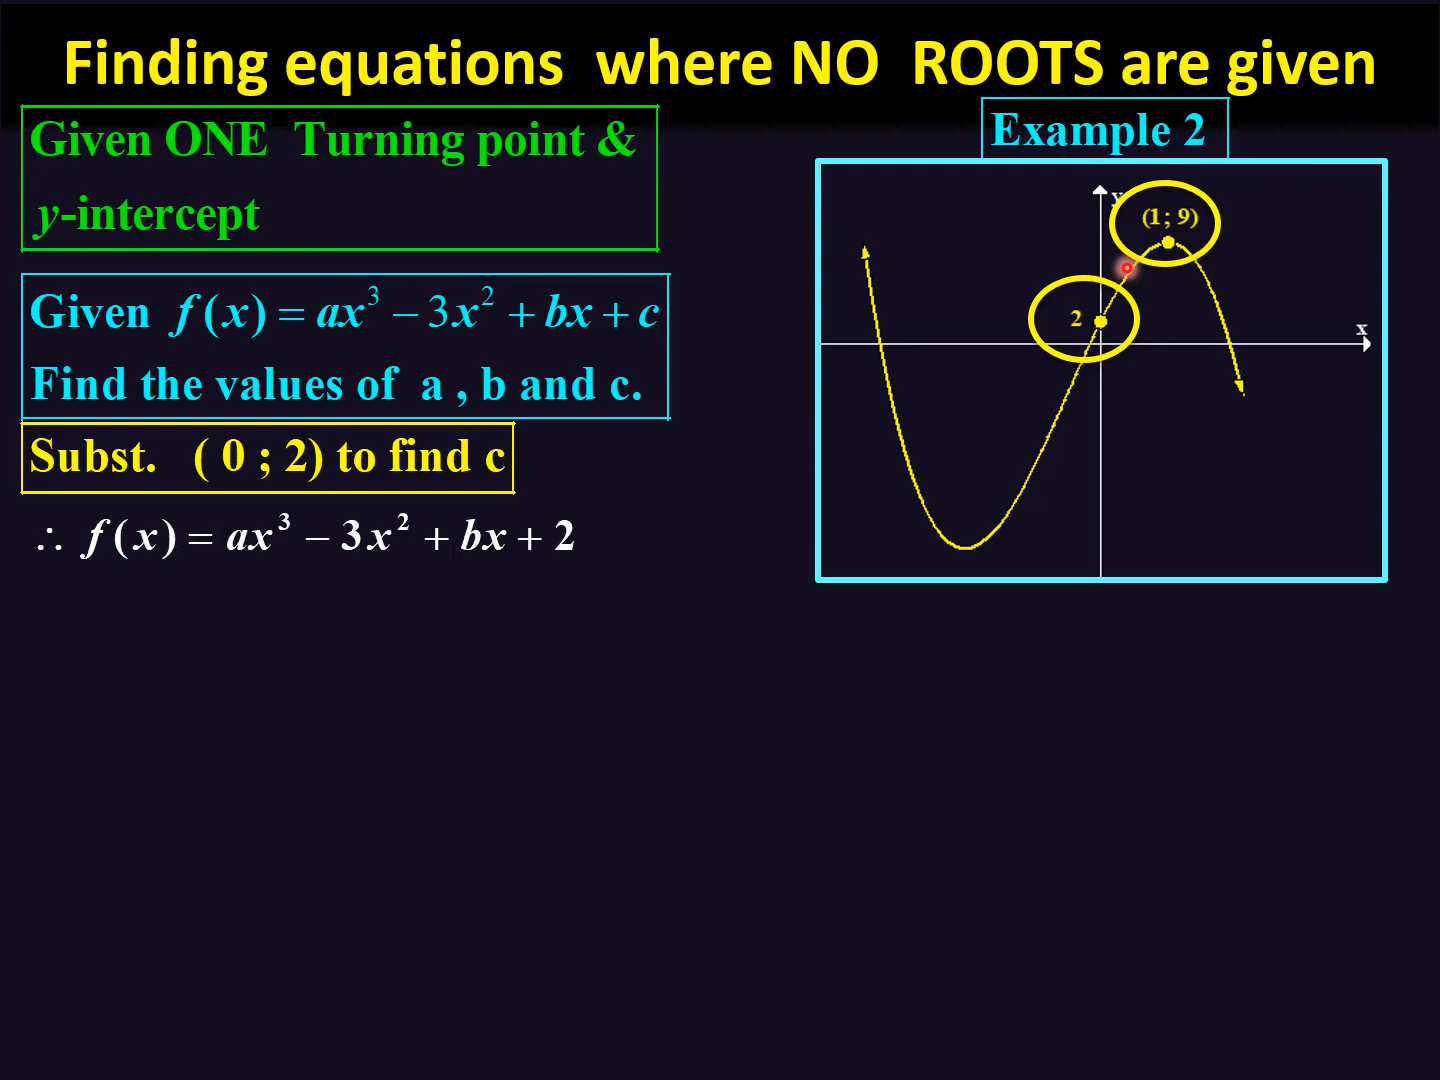 Finding equations where NO ROOTS are given
Given ONE Turning point &
y-intercept
Example 2
Given f(x) = ax³ − 3x² + bx + c
Find the values of a , b and c.
Subst. ( 0 ; 2) to find c
∴ f(x) = ax³ − 3x² + bx + 2
y
(1 ; 9)
2
x